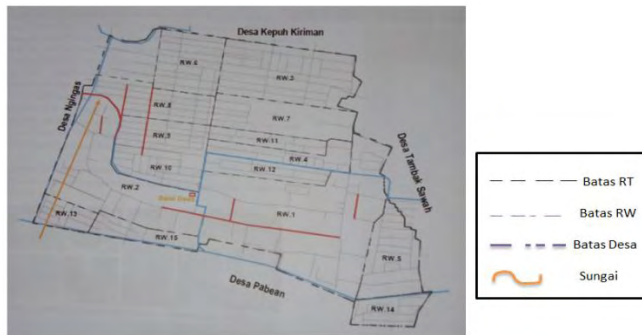 Desa Kepuh Kiriman
RW.6
RW.3
Desa Ngingas
RW.8
RW.7
RW.9
RW.11
RW.4
Desa Tambak Sawah
RW.10
RW.12
RW.2
Balai Desa
RW.1
RW.13
RW.15
RW.5
Desa Pabean
RW.14
Batas RT
Batas RW
Batas Desa
Sungai